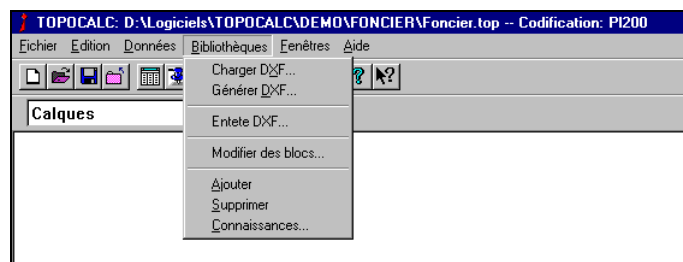 TOPOCALC: D:\Logiciels\TOPOCALC\DEMO\FONCIER\Foncier.top -- Codification: PI200
Fichier Edition Données Bibliothèques Fenêtres Aide
Charger DXF...
Générer DXF...
Calques
Entete DXF...
Modifier des blocs...
Ajouter
Supprimer
Connaissances...